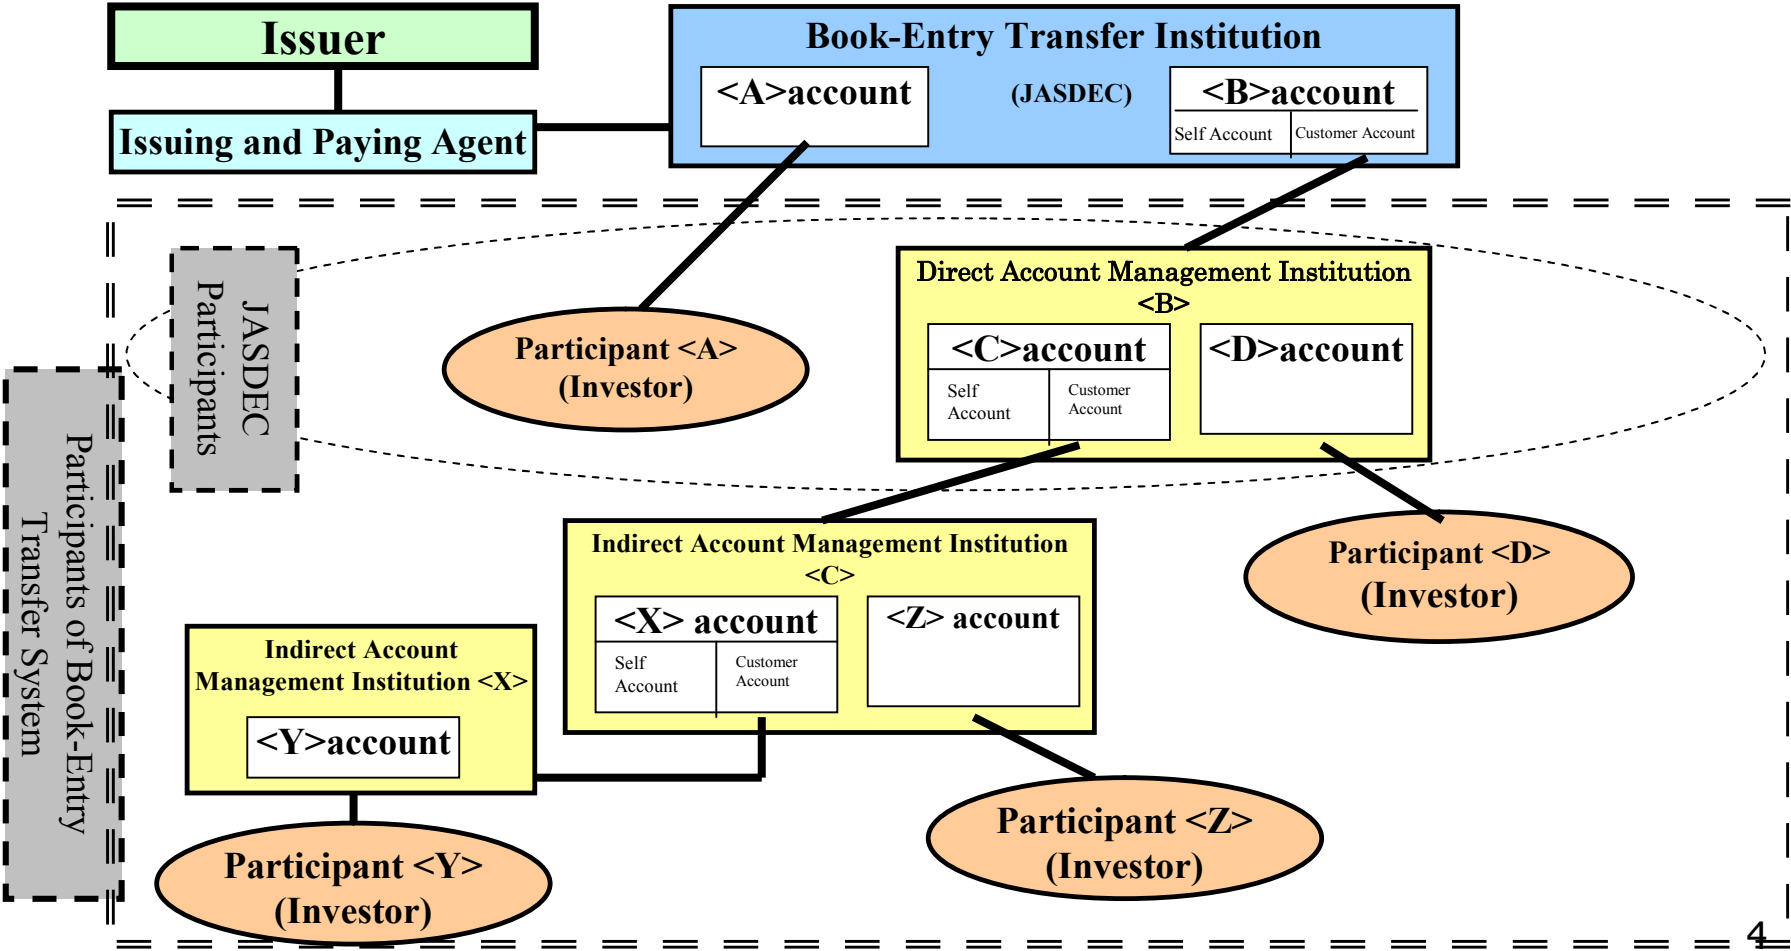 Issuer
Issuing and Paying Agent
Book-Entry Transfer Institution
(JASDEC)
<A>account
<B>account
Self Account
Customer Account
JASDEC
Participants
Participants of Book-Entry
Transfer System
Participant <A>
(Investor)
Direct Account Management Institution
<B>
<C>account
Self
Account
Customer
Account
<D>account
Participant <D>
(Investor)
Indirect Account Management Institution
<C>
<X> account
Self
Account
Customer
Account
<Z> account
Indirect Account
Management Institution <X>
<Y>account
Participant <Z>
(Investor)
Participant <Y>
(Investor)
4